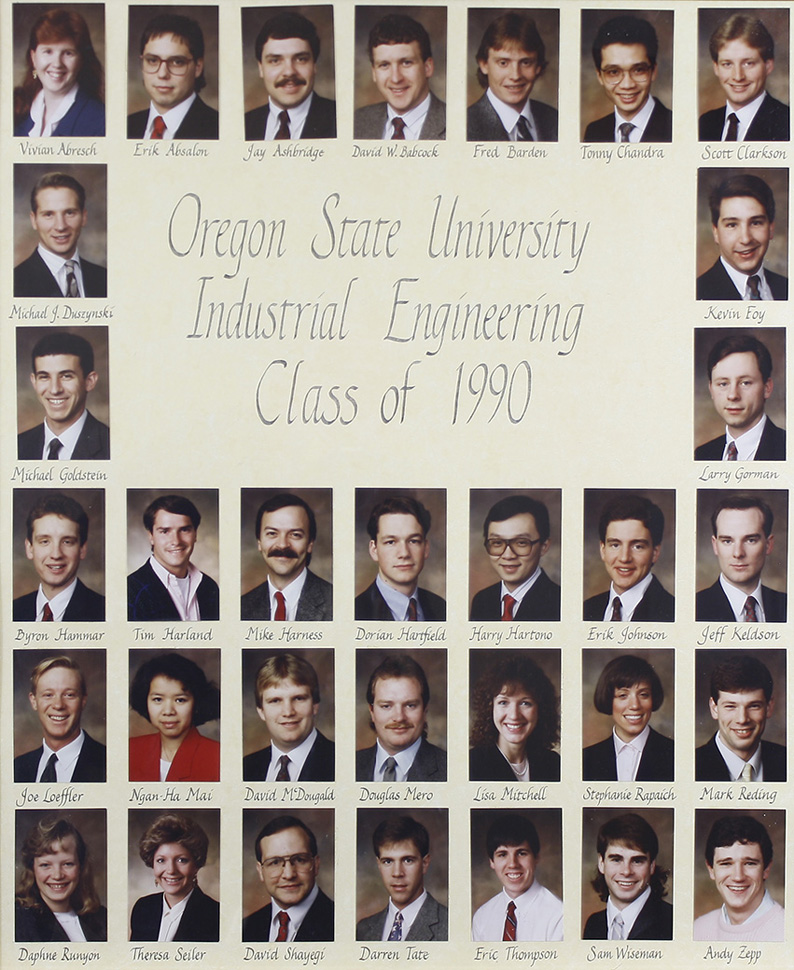 Vivian Abresch Erik Absalon Jay Ashbridge David W. Babcock Fred Barden Tonny Chandra Scott Clarkson
Oregon State University
Industrial Engineering
Class of 1990
Michael J. Duszynski Kevin Foy
Michael Goldstein Larry Gorman
Byron Hammar Tim Harland Mike Harness Dorian Hartfield Harry Hartono Erik Johnson Jeff Keldson
Joe Loeffler Ngan-Ha Mai David McDougald Douglas Mero Lisa Mitchell Stephanie Rapaich Mark Reding
Daphne Runyon Theresa Seiler David Shayegi Darren Tate Eric Thompson Sam Wiseman Andy Zepp